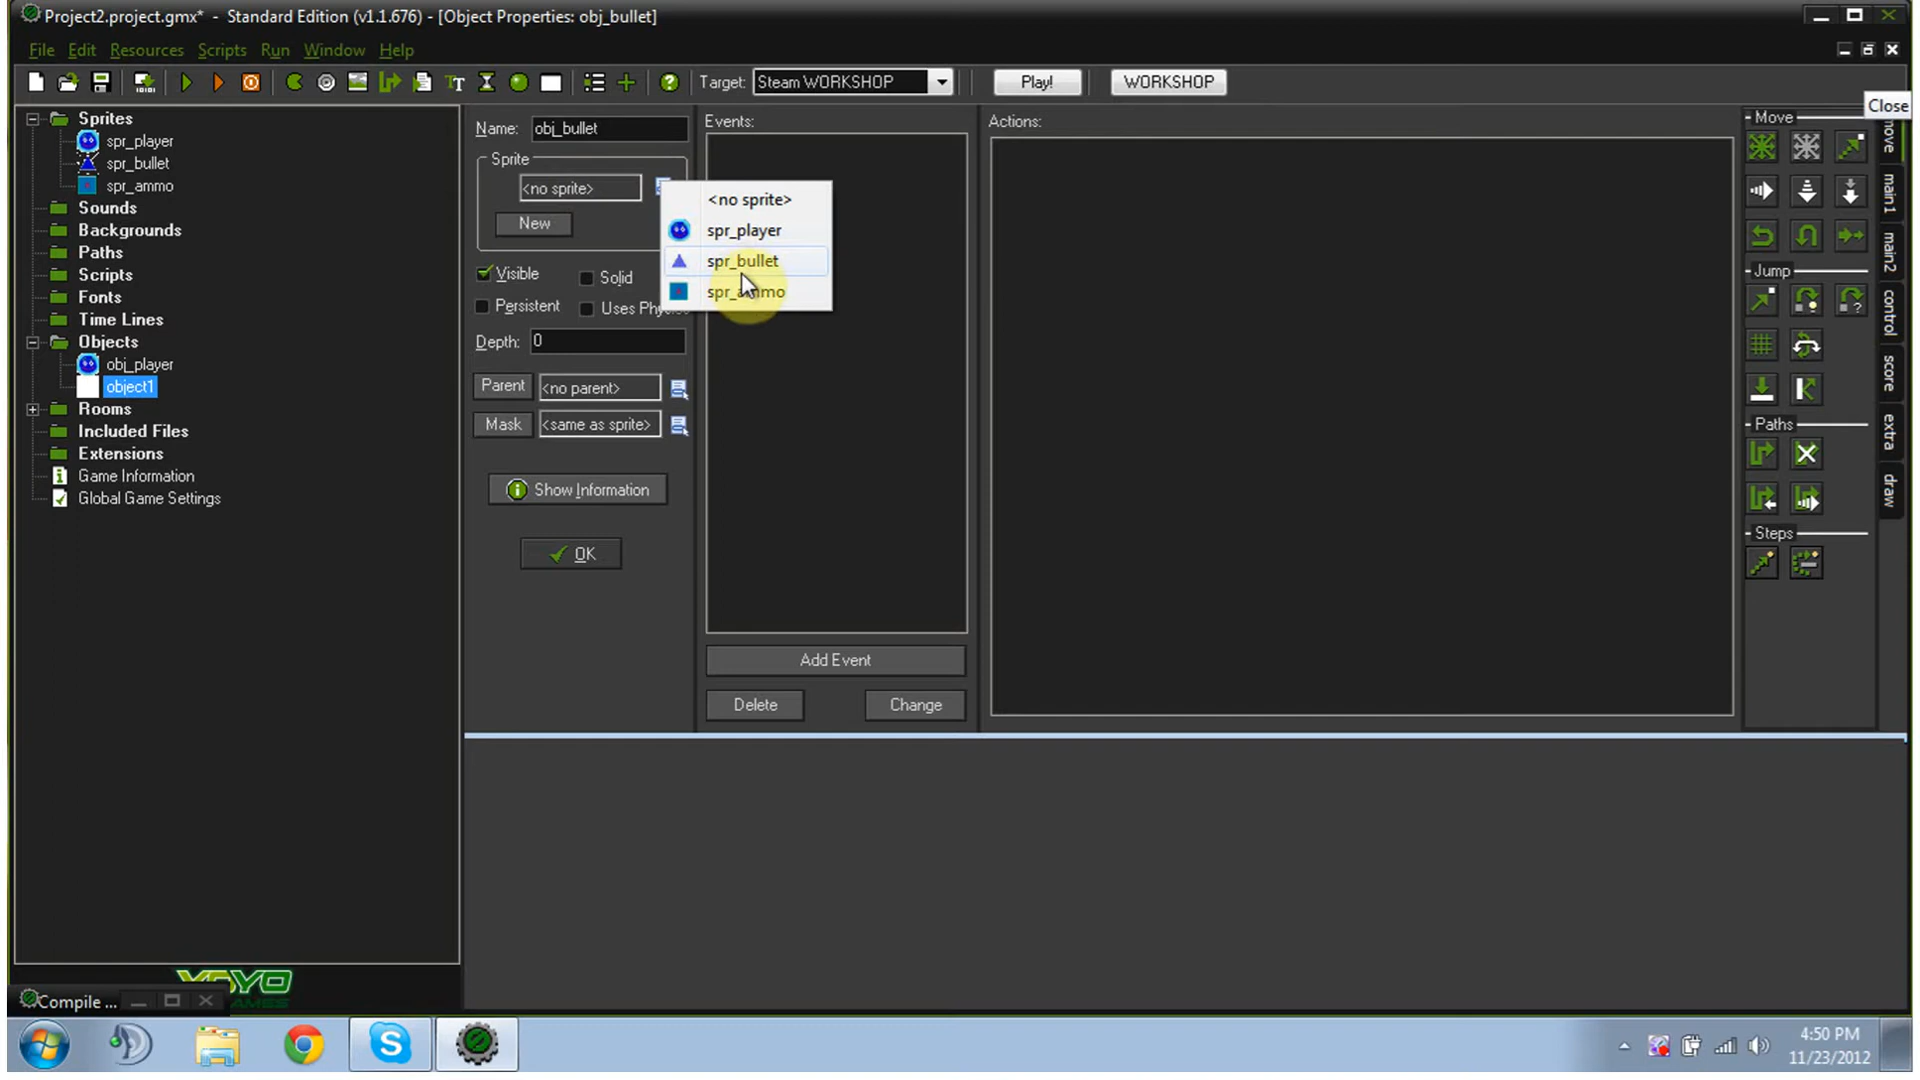 Project2.project.gmx* - Standard Edition (v1.1.676) - [Object Properties: obj_bullet]
File Edit Resources Scripts Run Window Help
Target: Steam WORKSHOP Play! WORKSHOP
Close
Sprites
spr_player
spr_bullet
spr_ammo
Sounds
Backgrounds
Paths
Scripts
Fonts
Time Lines
Objects
obj_player
object1
Rooms
Included Files
Extensions
Game Information
Global Game Settings
Name: obj_bullet
Sprite
<no sprite>
New
Visible Solid
Persistent
Depth: 0
Parent <no parent>
Mask <same as sprite>
Show Information
OK
<no sprite>
spr_player
spr_bullet
Events:
Add Event
Delete Change
Actions:
Move
Jump
Paths
Steps
move
main1
main2
control
score
extra
draw
YOYO
Compile ...
4:50 PM
11/23/2012